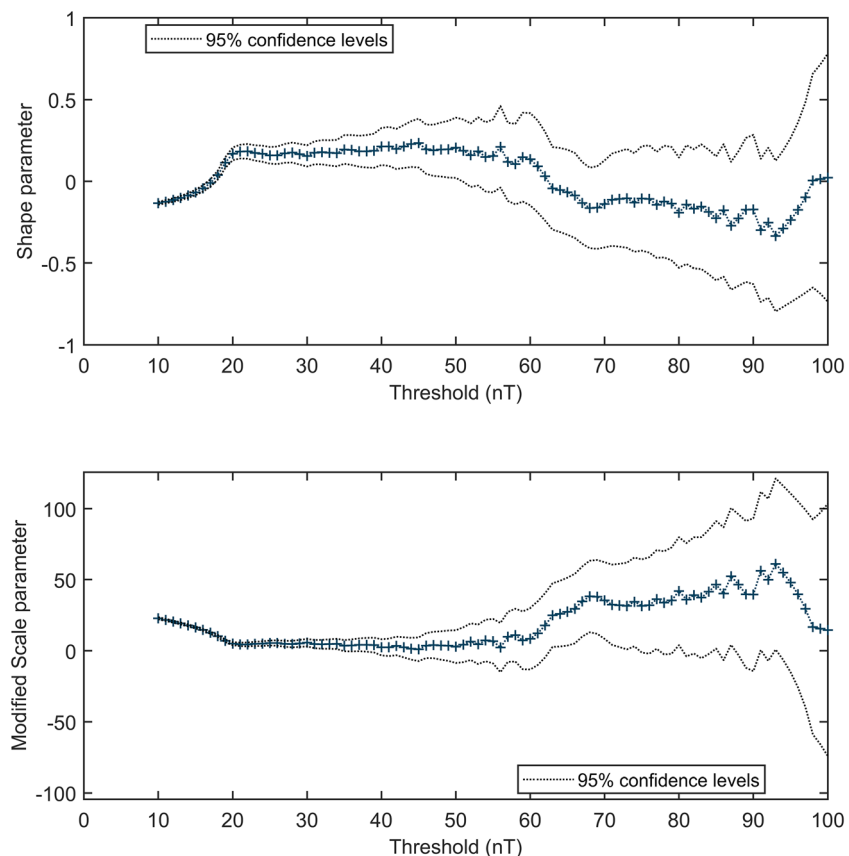 1
95% confidence levels
0.5
0
-0.5
-1
Shape parameter
0 10 20 30 40 50 60 70 80 90 100
Threshold (nT)
100
50
0
-50
-100
Modified Scale parameter
95% confidence levels
0 10 20 30 40 50 60 70 80 90 100
Threshold (nT)